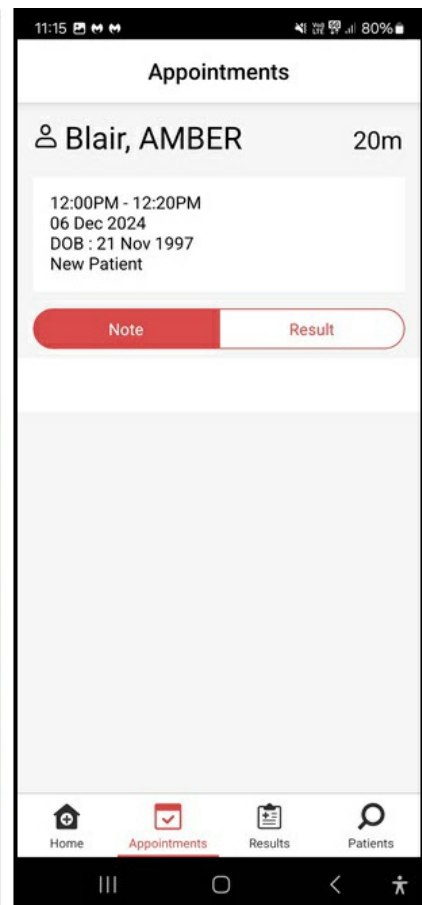 11:15 80%
Appointments
Blair, AMBER 20m
12:00PM - 12:20PM
06 Dec 2024
DOB : 21 Nov 1997
New Patient
Note Result
Home Appointments Results Patients